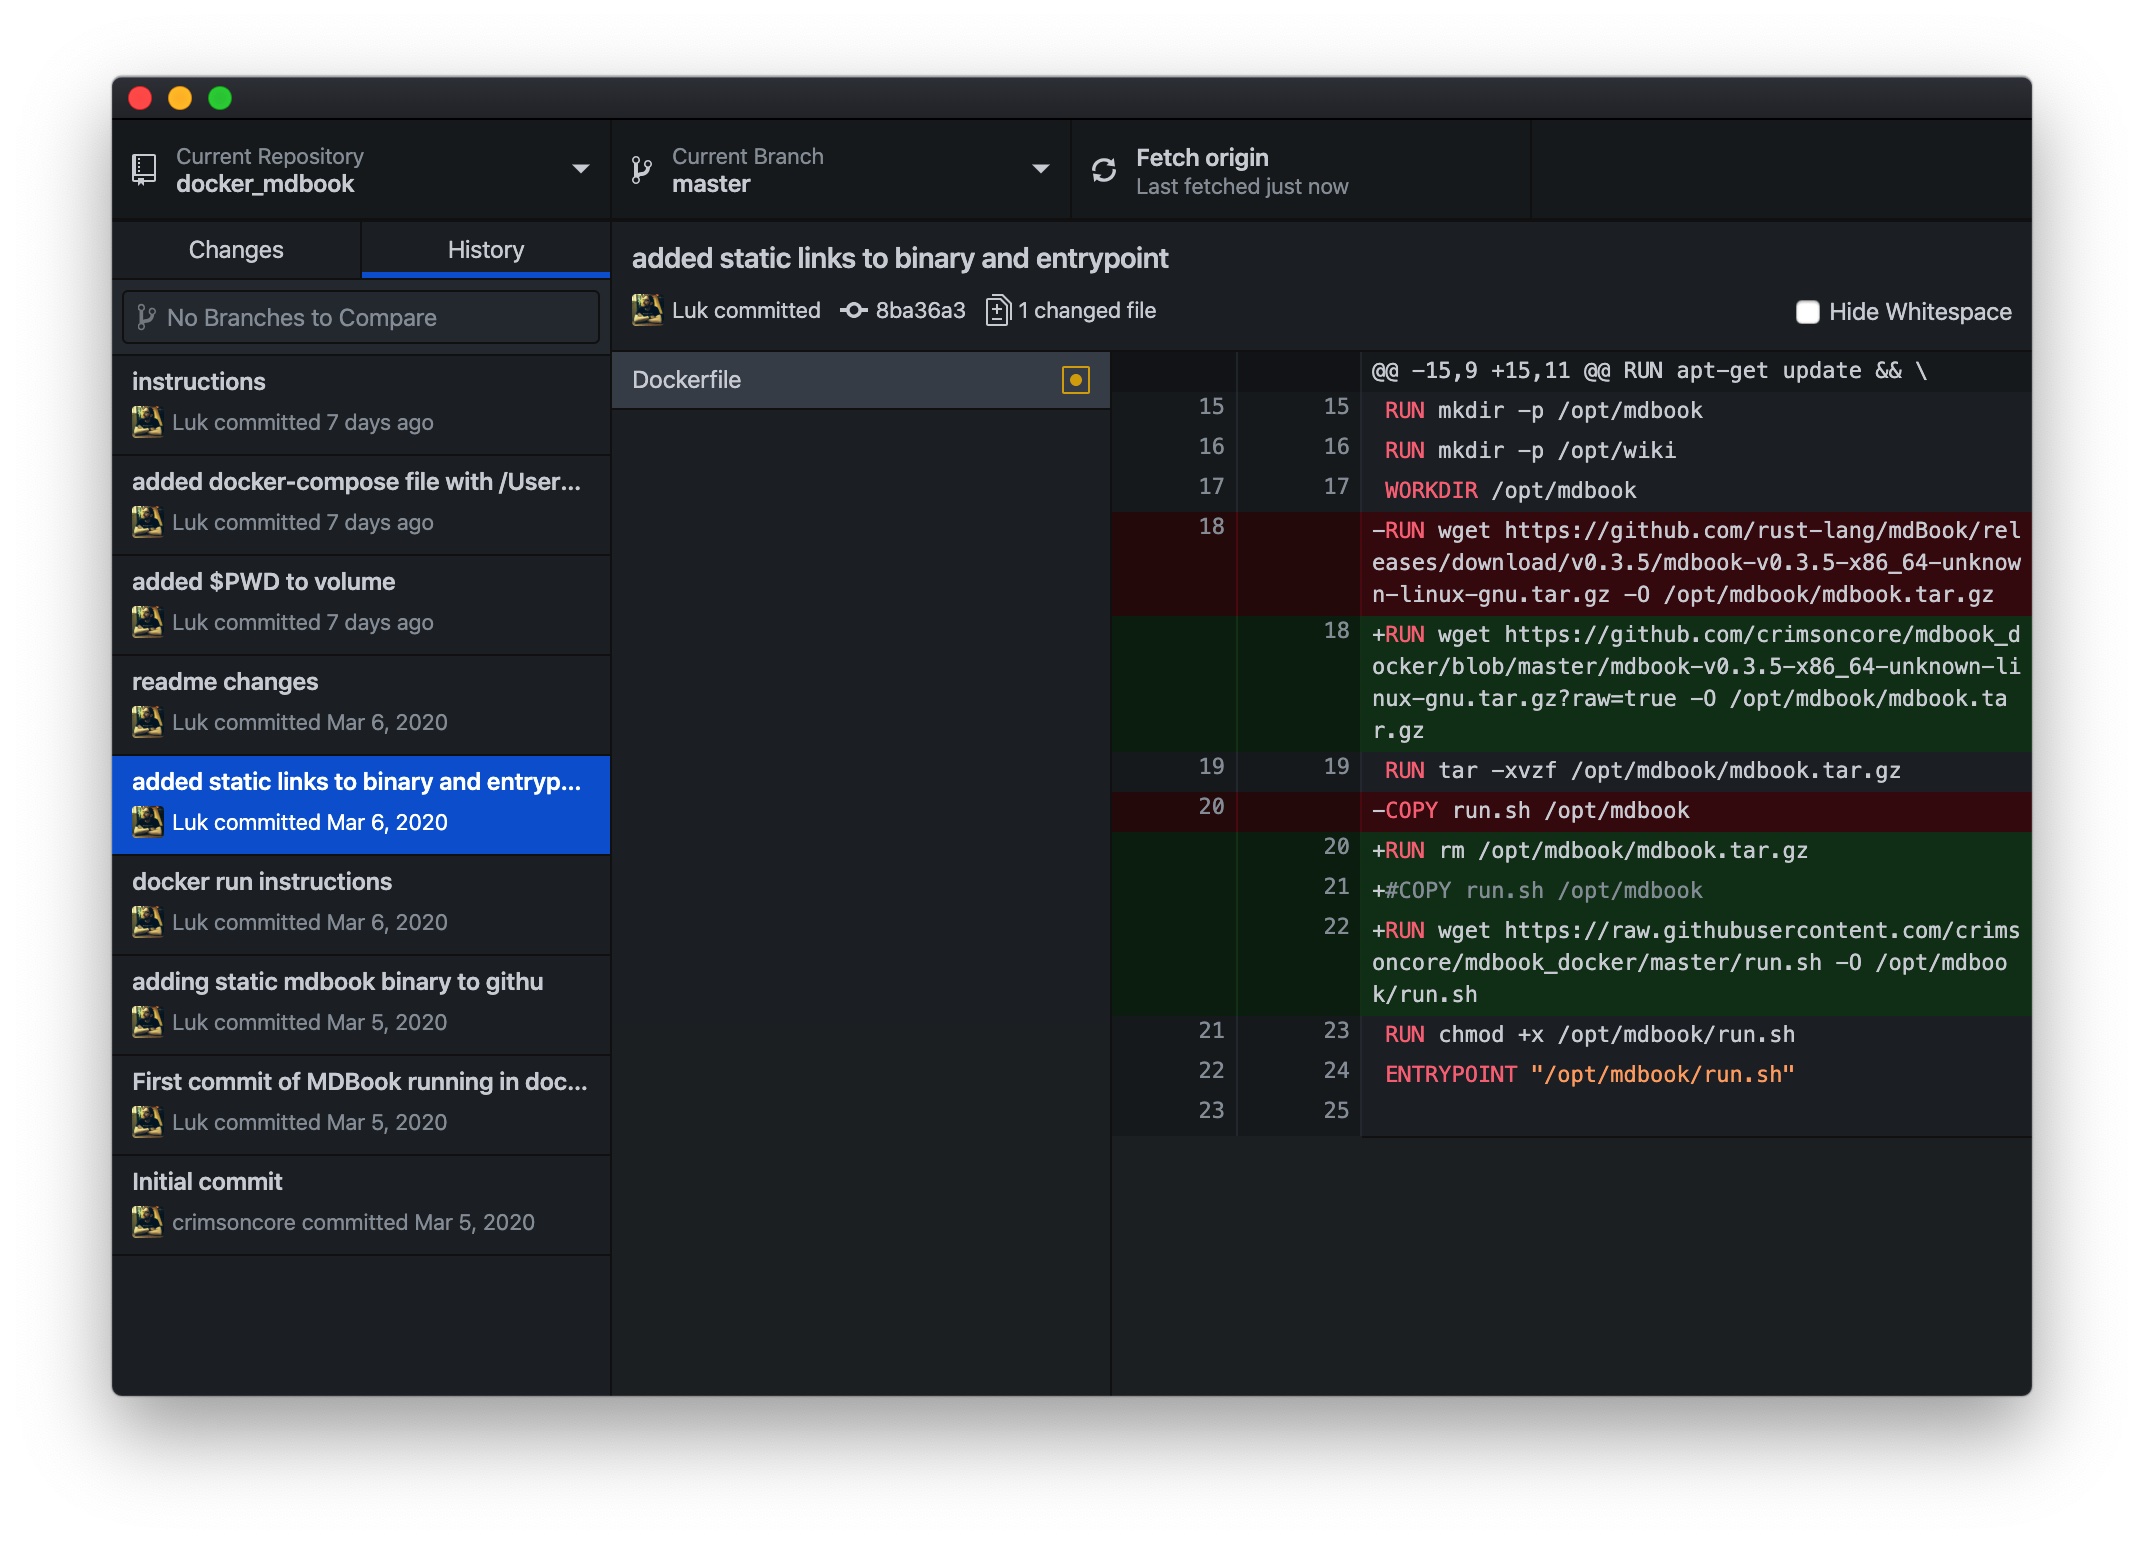 Current Repository
docker_mdbook
Current Branch
master
Fetch origin
Last fetched just now
Changes
History
No Branches to Compare
instructions
Luk committed 7 days ago
added docker-compose file with /User...
Luk committed 7 days ago
added $PWD to volume
Luk committed 7 days ago
readme changes
Luk committed Mar 6, 2020
added static links to binary and entryp...
Luk committed Mar 6, 2020
docker run instructions
Luk committed Mar 6, 2020
adding static mdbook binary to githu
Luk committed Mar 5, 2020
First commit of MDBook running in doc...
Luk committed Mar 5, 2020
Initial commit
crimsoncore committed Mar 5, 2020
added static links to binary and entrypoint
Luk committed 8ba36a3 1 changed file
Hide Whitespace
Dockerfile
@@ -15,9 +15,11 @@ RUN apt-get update && \
15 15 RUN mkdir -p /opt/mdbook
16 16 RUN mkdir -p /opt/wiki
17 17 WORKDIR /opt/mdbook
18 -RUN wget https://github.com/rust-lang/mdBook/rel
eases/download/v0.3.5/mdbook-v0.3.5-x86_64-unknow
n-linux-gnu.tar.gz -O /opt/mdbook/mdbook.tar.gz
18 +RUN wget https://github.com/crimsoncore/mdbook_d
ocker/blob/master/mdbook-v0.3.5-x86_64-unknown-li
nux-gnu.tar.gz?raw=true -O /opt/mdbook/mdbook.ta
r.gz
19 19 RUN tar -xvzf /opt/mdbook/mdbook.tar.gz
20 -COPY run.sh /opt/mdbook
20 +RUN rm /opt/mdbook/mdbook.tar.gz
21 +#COPY run.sh /opt/mdbook
22 +RUN wget https://raw.githubusercontent.com/crims
oncore/mdbook_docker/master/run.sh -O /opt/mdboo
k/run.sh
21 23 RUN chmod +x /opt/mdbook/run.sh
22 24 ENTRYPOINT "/opt/mdbook/run.sh"
23 25